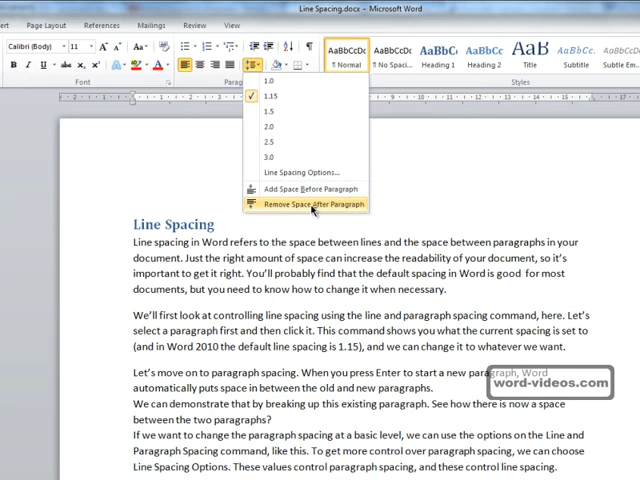 Line Spacing.docx - Microsoft Word
Page Layout References Mailings Review View
Calibri (Body) 11 A A Aa
B I U abc x₂ x² A A
Font
AaBbCcDc AaBbCcDc AaBbC AaBbCc AaB AaBbCc. AaBbCcD
¶ Normal ¶ No Spaci... Heading 1 Heading 2 Title Subtitle Subtle Em...
Styles
1.0
1.15
1.5
2.0
2.5
3.0
Line Spacing Options...
Add Space Before Paragraph
Remove Space After Paragraph
Line Spacing
Line spacing in Word refers to the space between lines and the space between paragraphs in your
document. Just the right amount of space can increase the readability of your document, so it's
important to get it right. You'll probably find that the default spacing in Word is good for most
documents, but you need to know how to change it when necessary.
We'll first look at controlling line spacing using the line and paragraph spacing command, here. Let's
select a paragraph first and then click it. This command shows you what the current spacing is set to
(and in Word 2010 the default line spacing is 1.15), and we can change it to whatever we want.
Let's move on to paragraph spacing. When you press Enter to start a new paragraph, Word
automatically puts space in between the old and new paragraphs.
word-videos.com
We can demonstrate that by breaking up this existing paragraph. See how there is now a space
between the two paragraphs?
If we want to change the paragraph spacing at a basic level, we can use the options on the Line and
Paragraph Spacing command, like this. To get more control over paragraph spacing, we can choose
Line Spacing Options. These values control paragraph spacing, and these control line spacing.